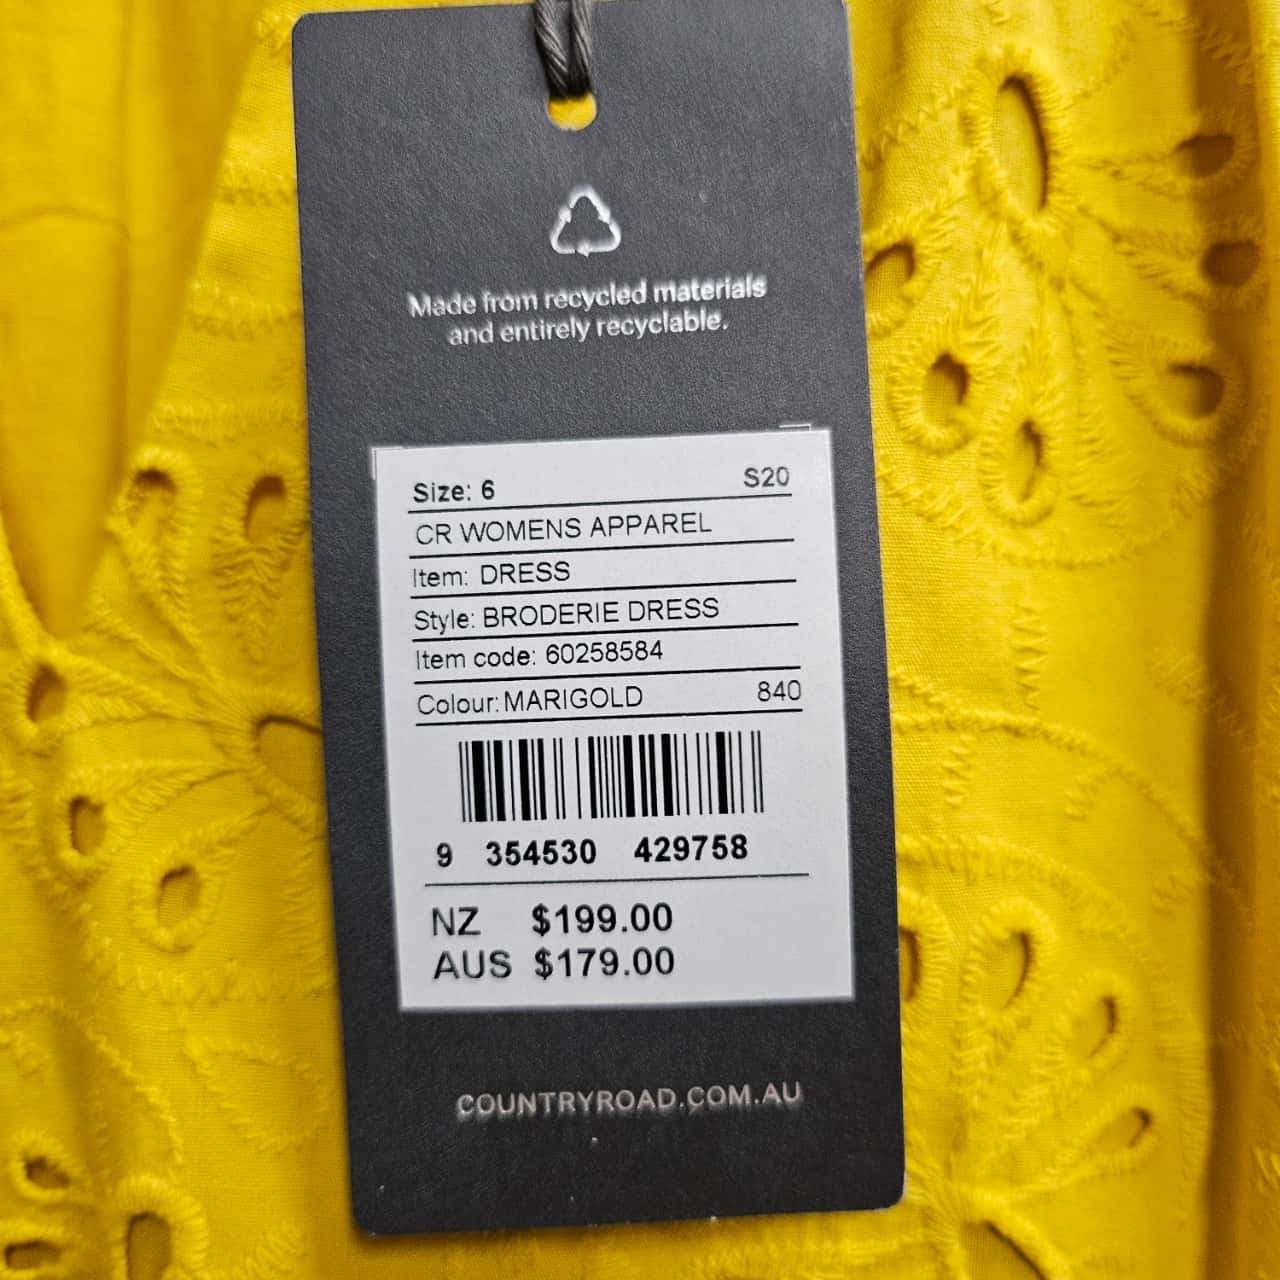 Made from recycled materials
and entirely recyclable.
Size: 6 S20
CR WOMENS APPAREL
Item: DRESS
Style: BRODERIE DRESS
Item code: 60258584
Colour: MARIGOLD 840
9 354530 429758
NZ $199.00
AUS $179.00
COUNTRYROAD.COM.AU